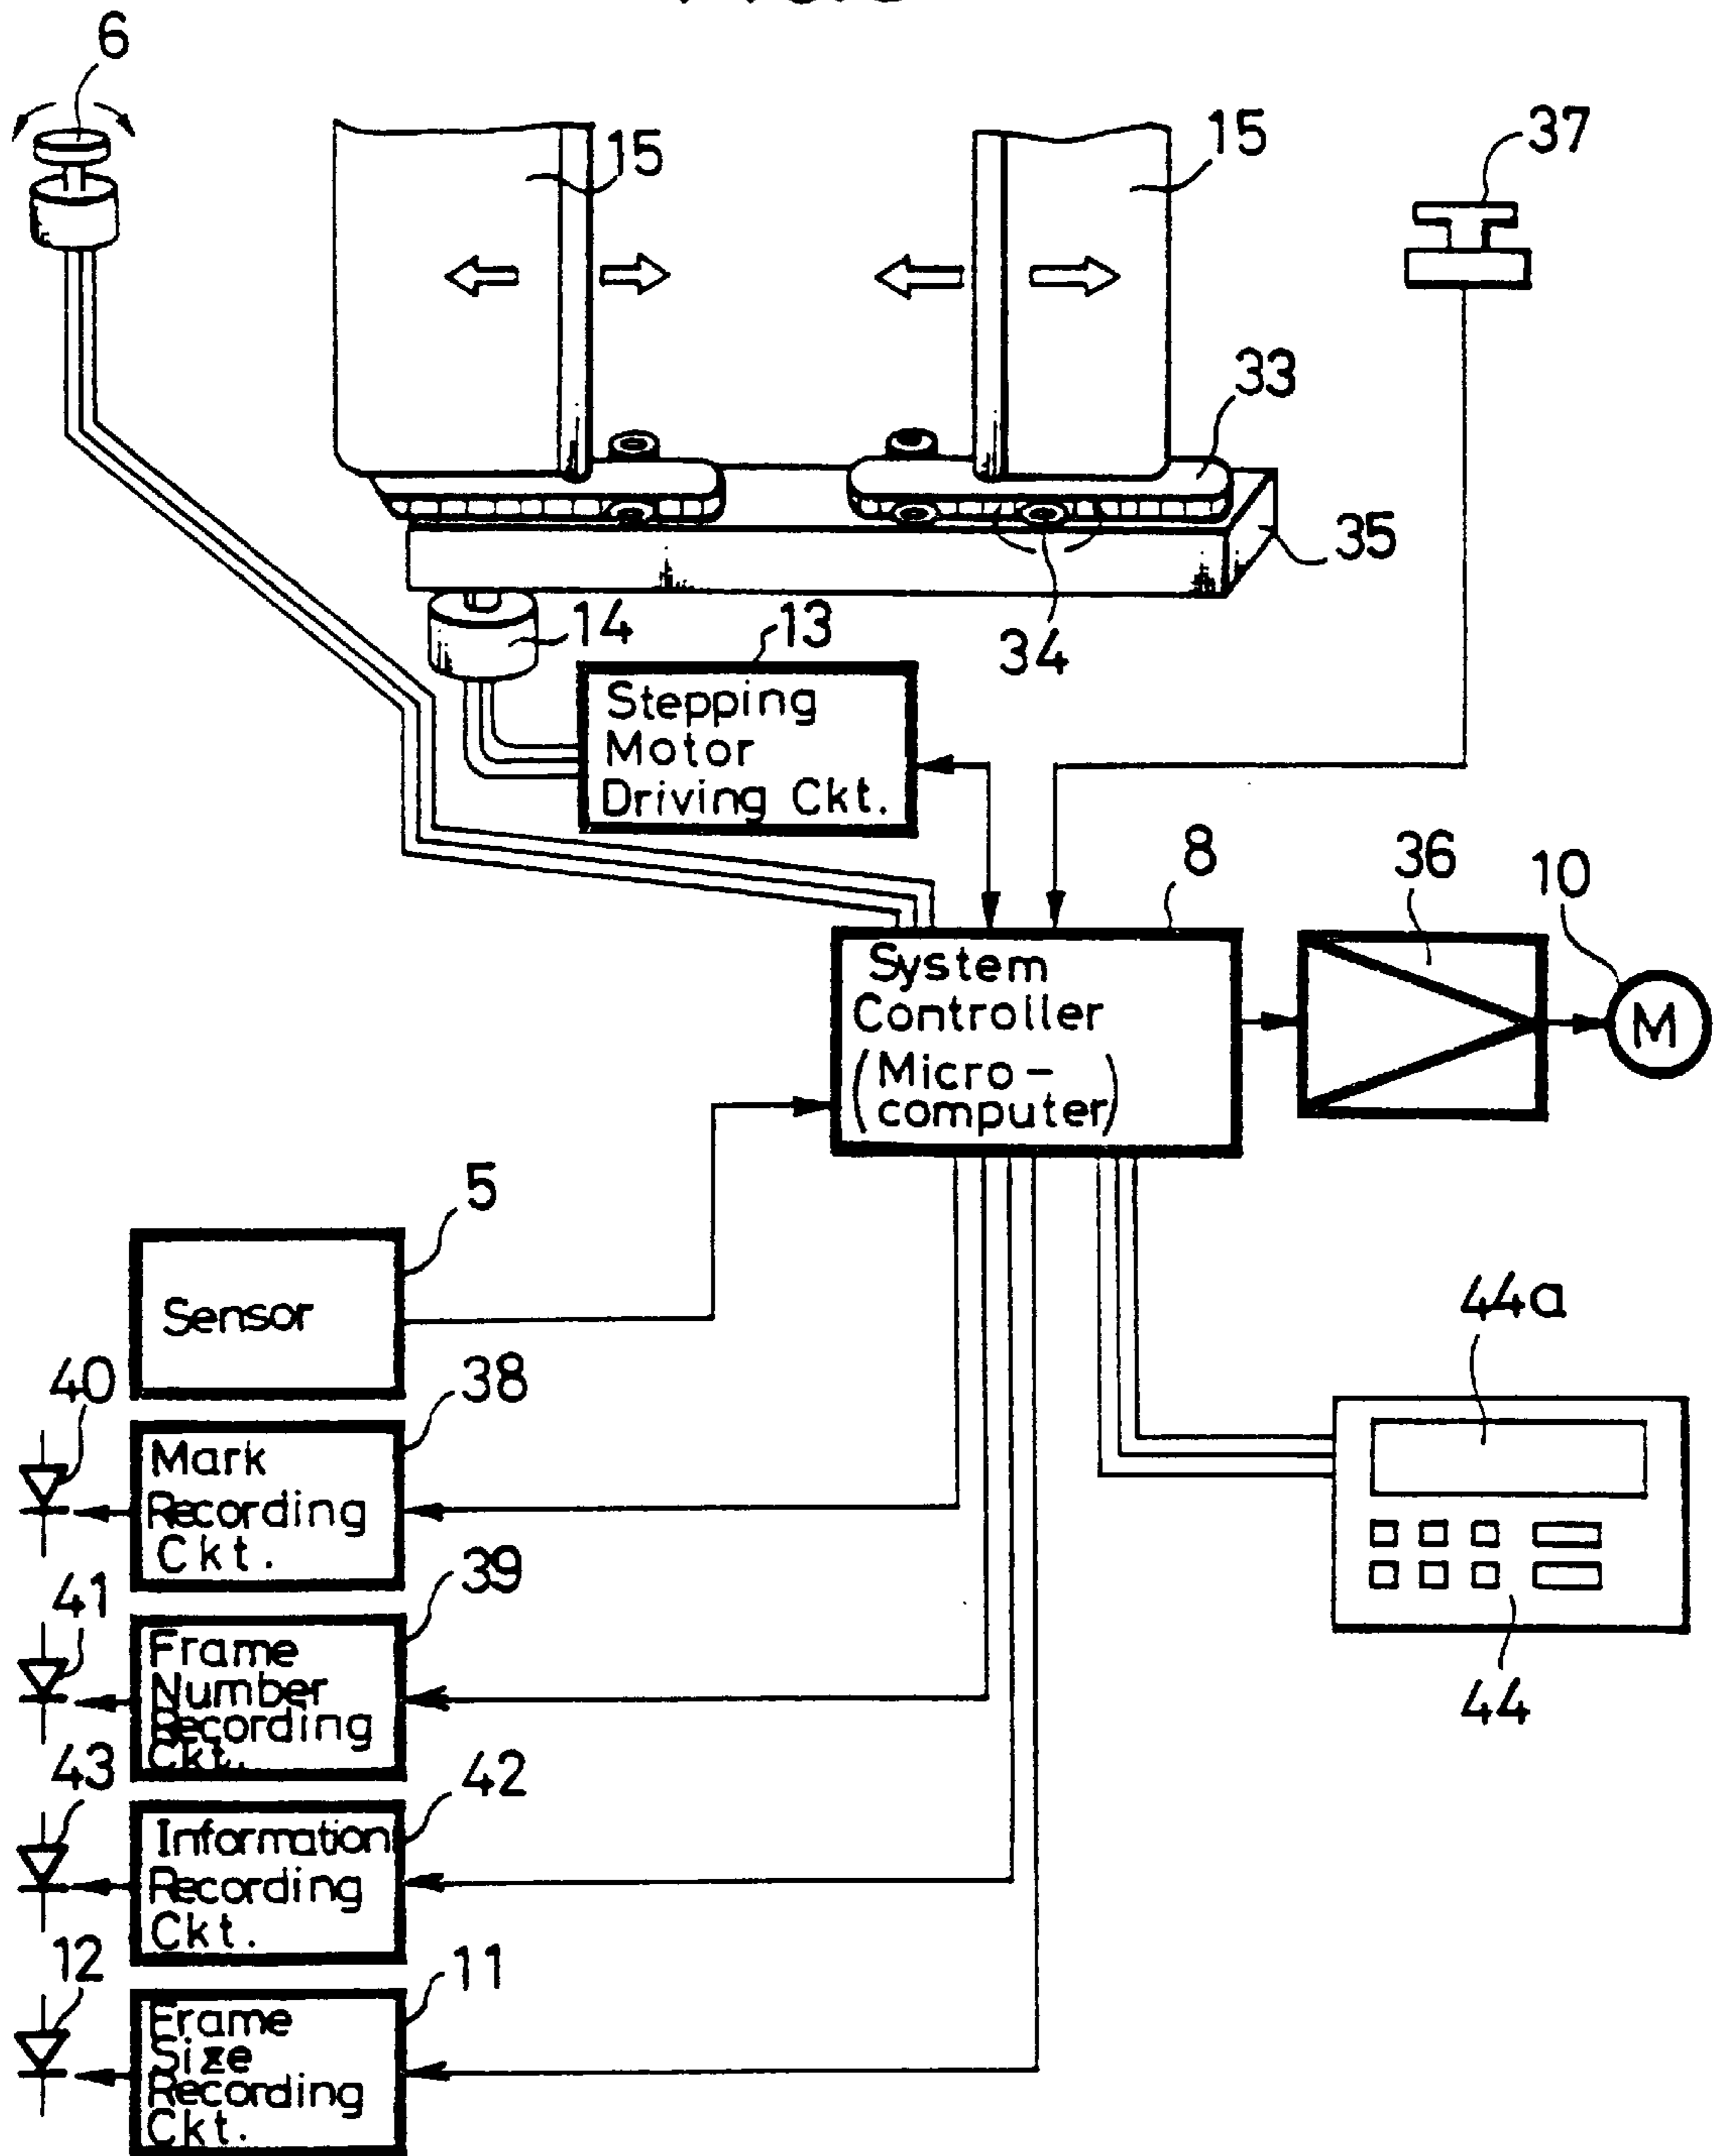 6
15
15
37
33
35
34
14
13
Stepping
Motor
Driving Ckt.
8
36
10
System
Controller
(Micro-
computer)
M
5
Sensor
44a
40
38
Mark
Recording
Ckt.
41
39
Frame
Number
Recording
Ckt.
44
43
42
Information
Recording
Ckt.
12
11
Frame
Size
Recording
Ckt.